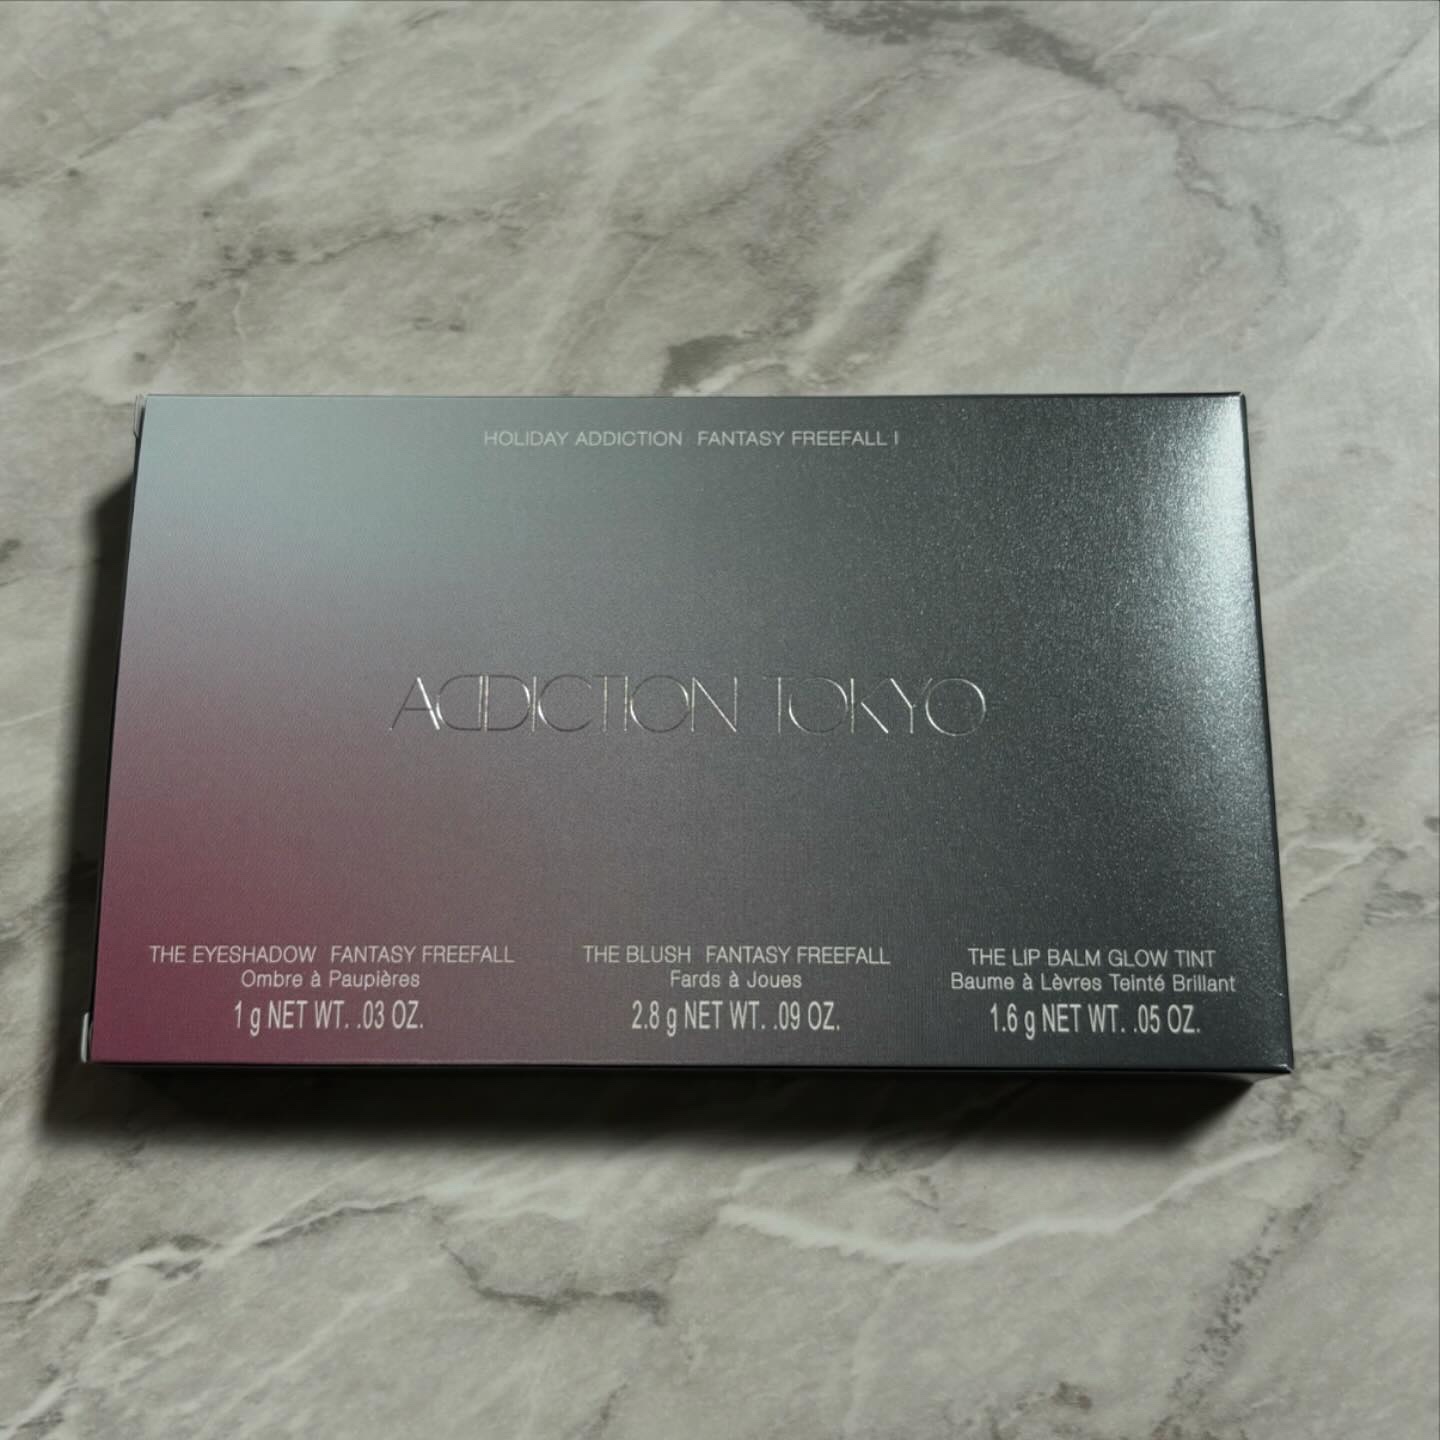 HOLIDAY ADDICTION FANTASY FREEFALL I
ADDICTION TOKYO
THE EYESHADOW FANTASY FREEFALL
Ombre à Paupières
1 g NET WT. .03 OZ.
THE BLUSH FANTASY FREEFALL
Fards à Joues
2.8 g NET WT. .09 OZ.
THE LIP BALM GLOW TINT
Baume à Lèvres Teinté Brillant
1.6 g NET WT. .05 OZ.